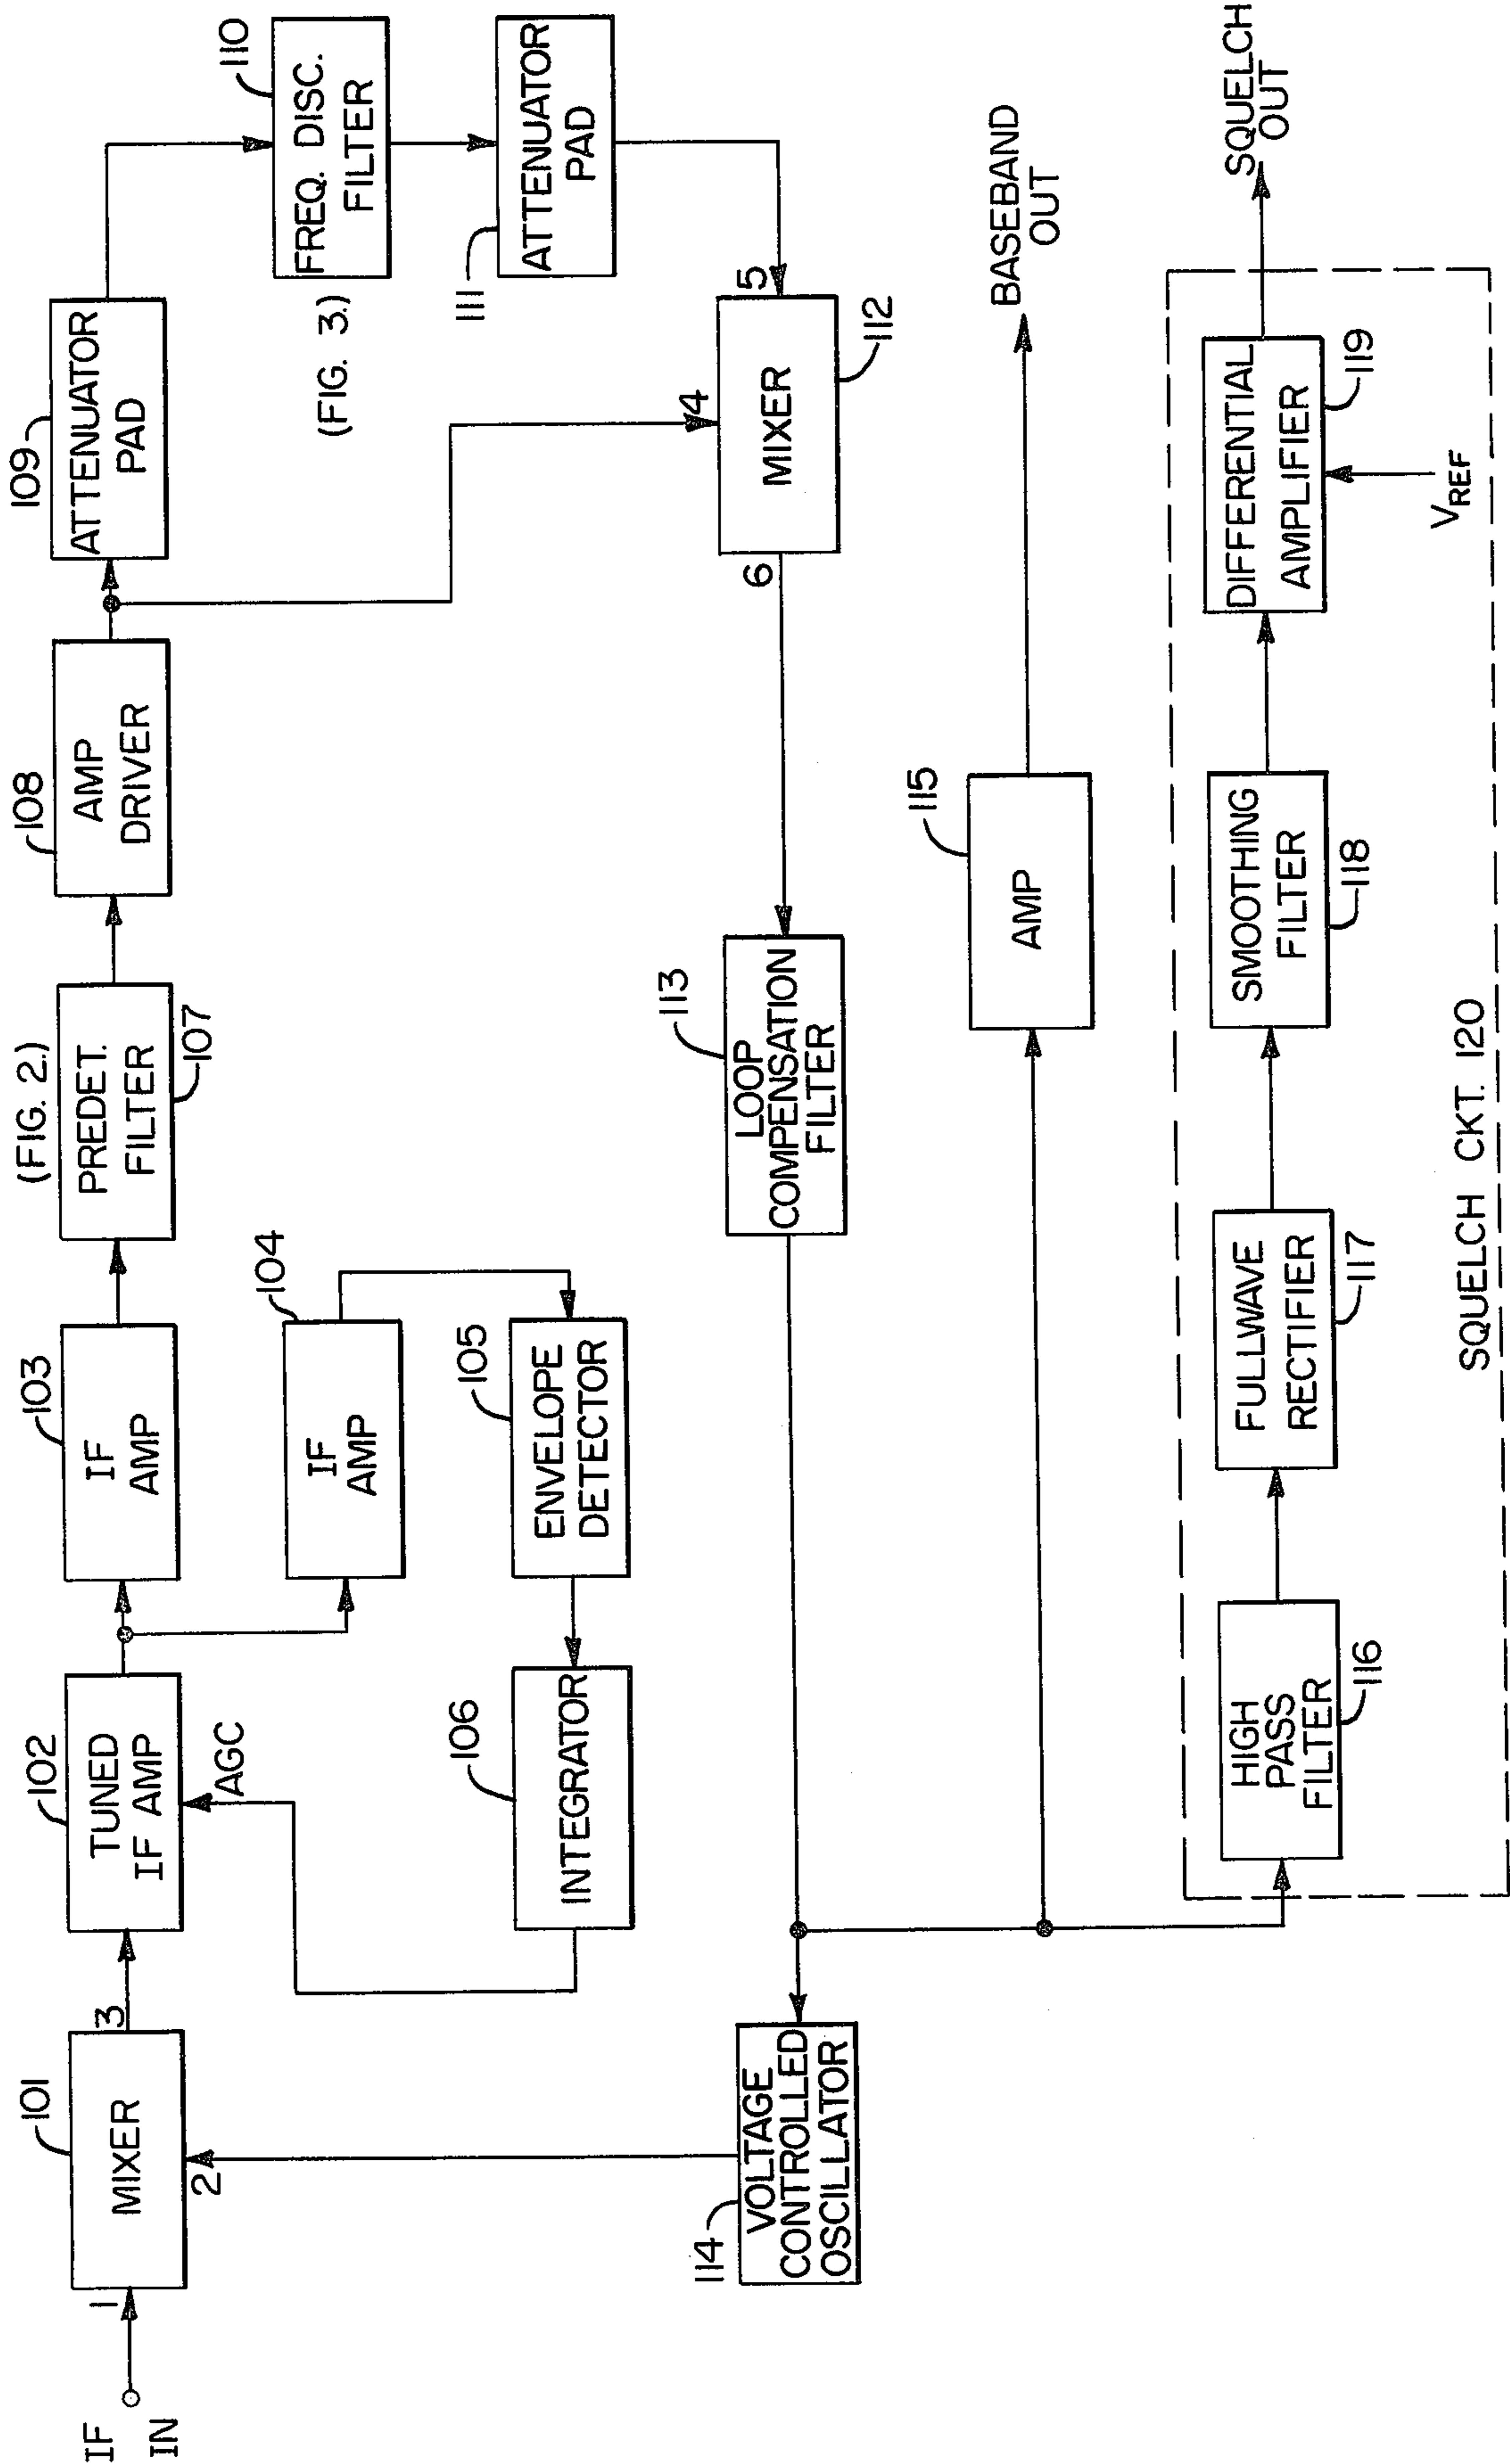 IF
IN
1
MIXER
101
2
3
TUNED
IF AMP
102
AGC
IF
AMP
103
IF
AMP
104
ENVELOPE
DETECTOR
105
INTEGRATOR
106
(FIG. 2.)
PREDET.
FILTER
107
AMP
DRIVER
108
ATTENUATOR
PAD
109
FREQ. DISC.
FILTER
110
(FIG. 3.)
ATTENUATOR
PAD
111
4
5
MIXER
6
112
LOOP
COMPENSATION
FILTER
113
VOLTAGE
CONTROLLED
OSCILLATOR
114
AMP
115
BASEBAND
OUT
HIGH
PASS
FILTER
116
FULLWAVE
RECTIFIER
117
SMOOTHING
FILTER
118
DIFFERENTIAL
AMPLIFIER
119
VREF
SQUELCH
OUT
SQUELCH CKT. 120